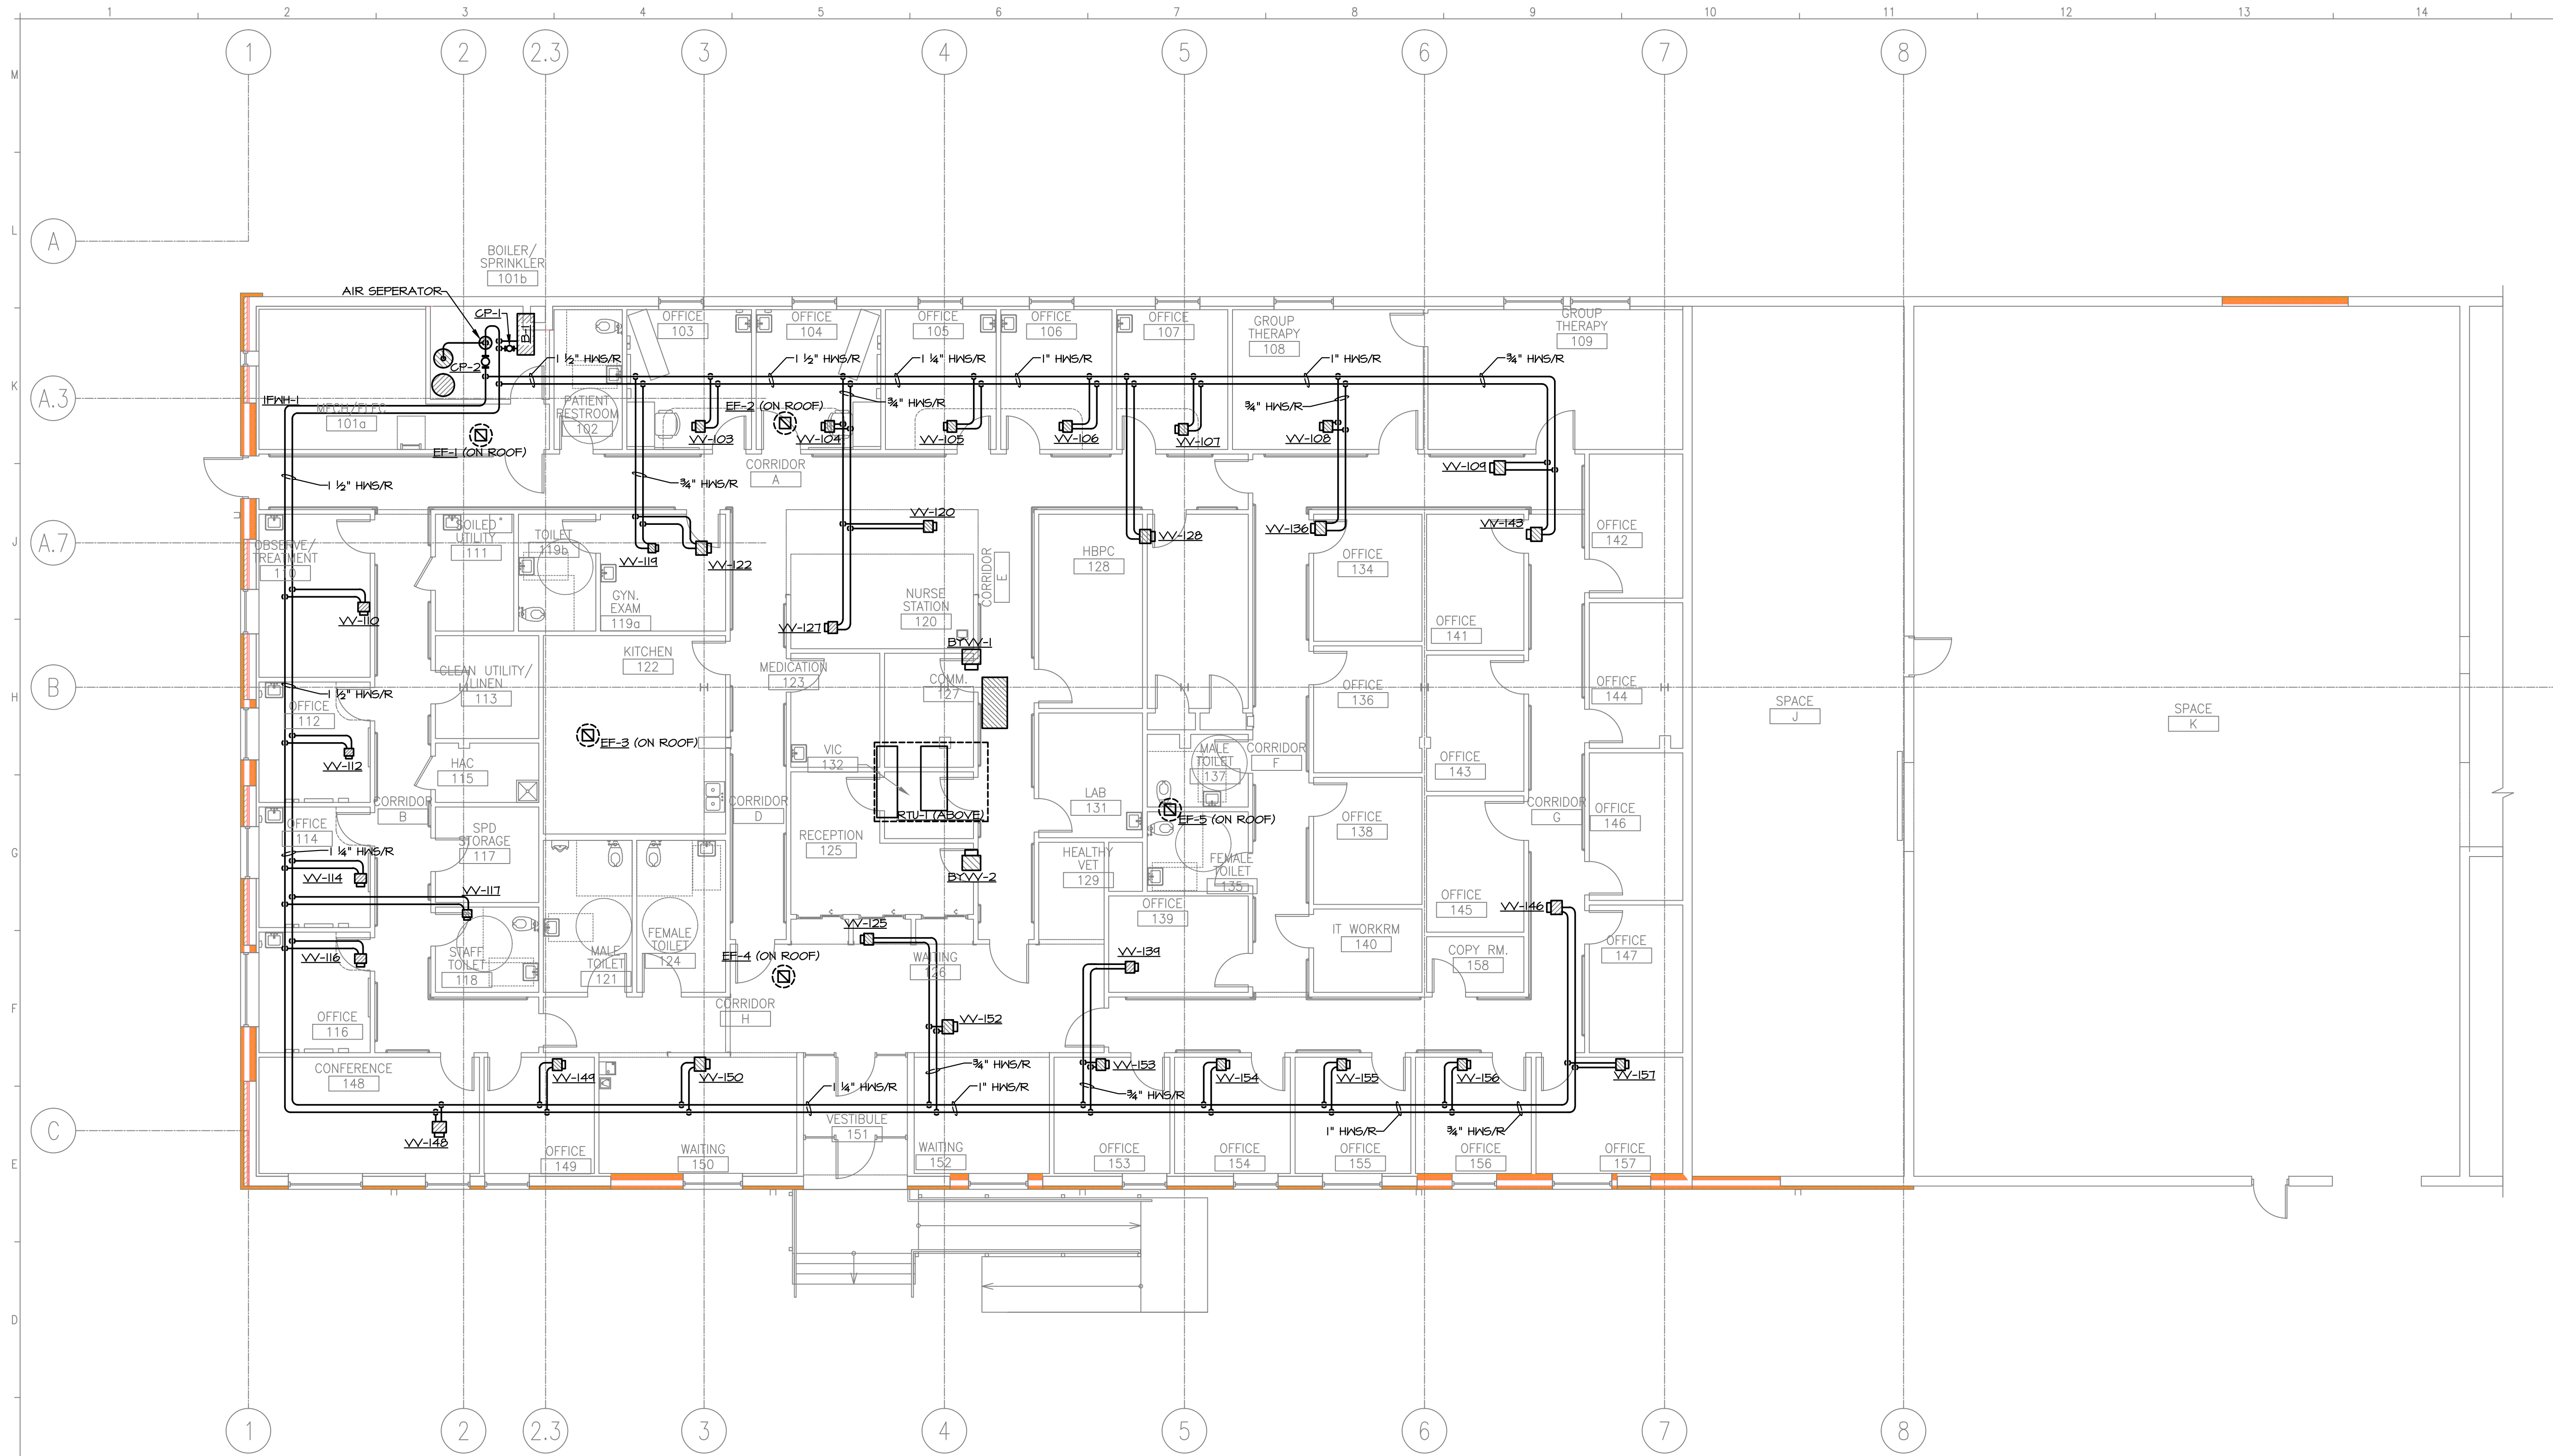 1 2 3 4 5 6 7 8 9 10 11 12 13 14
1 2 2.3 3 4 5 6 7 8
M
L
A
BOILER/
SPRINKLER
101b
AIR SEPERATOR
CP-1
B-1
OFFICE
103
OFFICE
104
OFFICE
105
OFFICE
106
OFFICE
107
GROUP
THERAPY
108
GROUP
THERAPY
109
1 ½" HWS/R
1 ½" HWS/R
1 ¼" HWS/R
1" HWS/R
1" HWS/R
¾" HWS/R
CP-2
K
A.3
IFWH-1
MECH/ELEC
101a
PATIENT
RESTROOM
102
EF-2 (ON ROOF)
¾" HWS/R
¾" HWS/R
VV-103
VV-104
VV-105
VV-106
VV-107
VV-108
EF-1 (ON ROOF)
CORRIDOR
A
VV-109
1 ½" HWS/R
¾" HWS/R
J
A.7
OBSERVE/
TREATMENT
110
SOILED
UTILITY
111
TOILET
119b
VV-120
VV-136
VV-143
OFFICE
142
VV-119
VV-122
VV-128
HBPC
128
OFFICE
134
CORRIDOR
E
GYN.
EXAM
119a
NURSE
STATION
120
VV-110
VV-127
BYVV-1
OFFICE
141
KITCHEN
122
H
B
CLEAN UTILITY/
LINEN
113
MEDICATION
123
COMM.
127
OFFICE
136
OFFICE
144
1 ½" HWS/R
OFFICE
112
SPACE
J
SPACE
K
EF-3 (ON ROOF)
VIC
132
MALE
TOILET
137
CORRIDOR
F
OFFICE
143
VV-112
HAC
115
CORRIDOR
B
CORRIDOR
D
LAB
131
CORRIDOR
G
OFFICE
146
RTU-1 (ABOVE)
EF-5 (ON ROOF)
OFFICE
114
SPD
STORAGE
117
RECEPTION
125
OFFICE
138
G
1 ¼" HWS/R
HEALTHY
VET
129
FEMALE
TOILET
135
VV-114
BYVV-2
VV-117
OFFICE
139
OFFICE
145
VV-146
VV-125
FEMALE
TOILET
124
IT WORKRM
140
OFFICE
147
VV-116
STAFF
TOILET
118
MALE
TOILET
121
EF-4 (ON ROOF)
WAITING
126
VV-139
COPY RM.
158
F
OFFICE
116
CORRIDOR
H
VV-152
CONFERENCE
148
VV-149
VV-150
¾" HWS/R
VV-153
VV-154
VV-155
VV-156
VV-157
1 ¼" HWS/R
1" HWS/R
¾" HWS/R
C
VV-148
VESTIBULE
151
1" HWS/R
¾" HWS/R
E
OFFICE
149
WAITING
150
WAITING
152
OFFICE
153
OFFICE
154
OFFICE
155
OFFICE
156
OFFICE
157
D
1 2 2.3 3 4 5 6 7 8